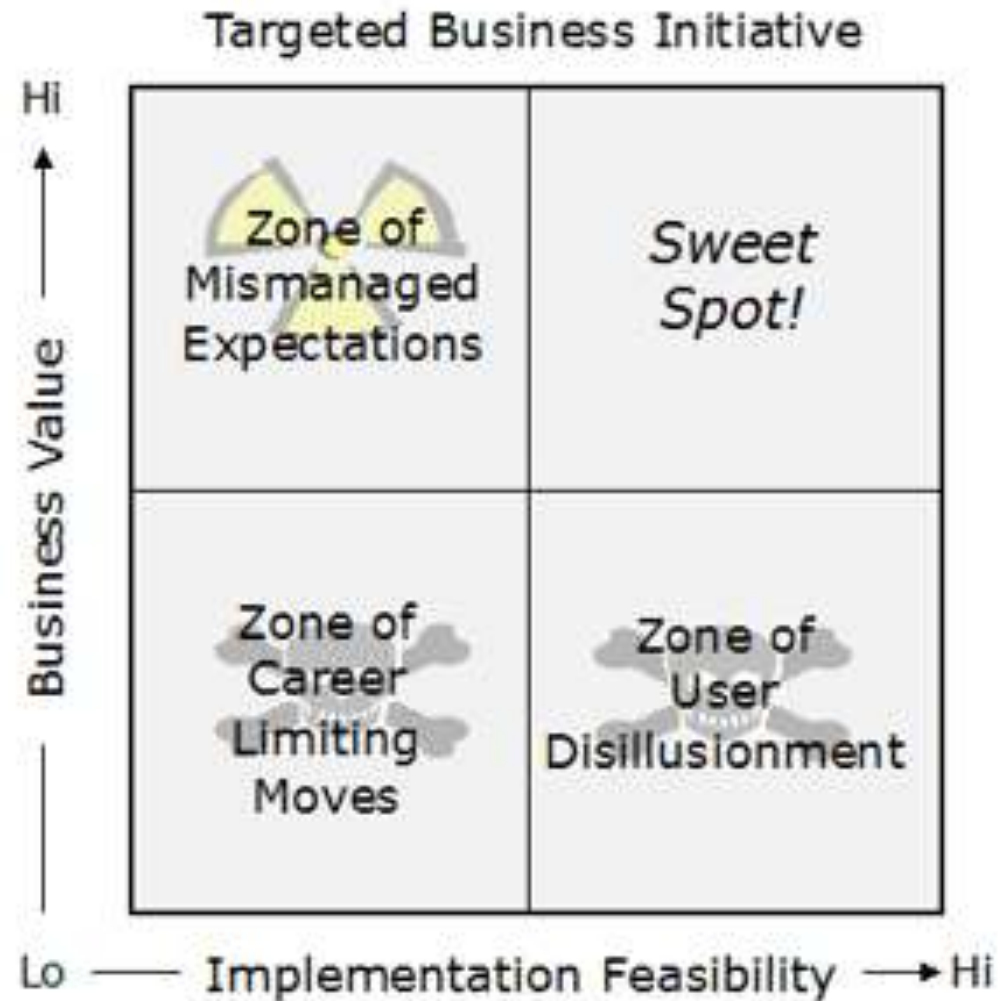 Targeted Business Initiative
Hi
Zone of
Mismanaged
Expectations
Sweet
Spot!
Business Value
Zone of
Career
Limiting
Moves
Zone of
User
Disillusionment
Lo
Implementation Feasibility
Hi